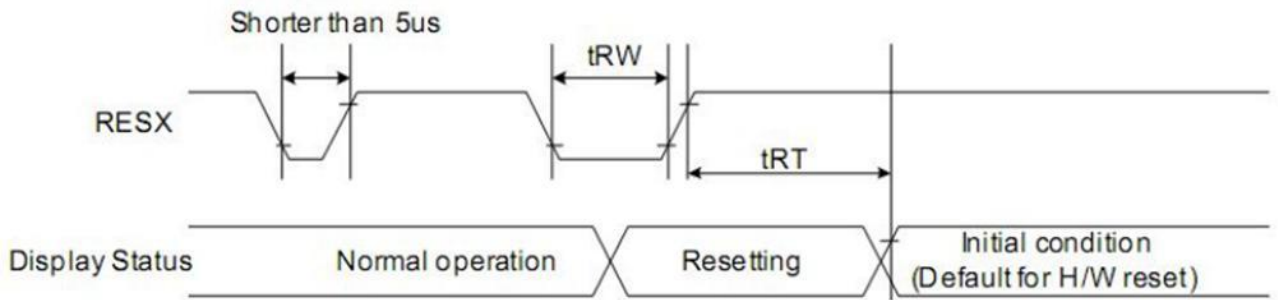 Shorter than 5us
tRW
RESX
tRT
Display Status
Normal operation
Resetting
Initial condition
(Default for H/W reset)